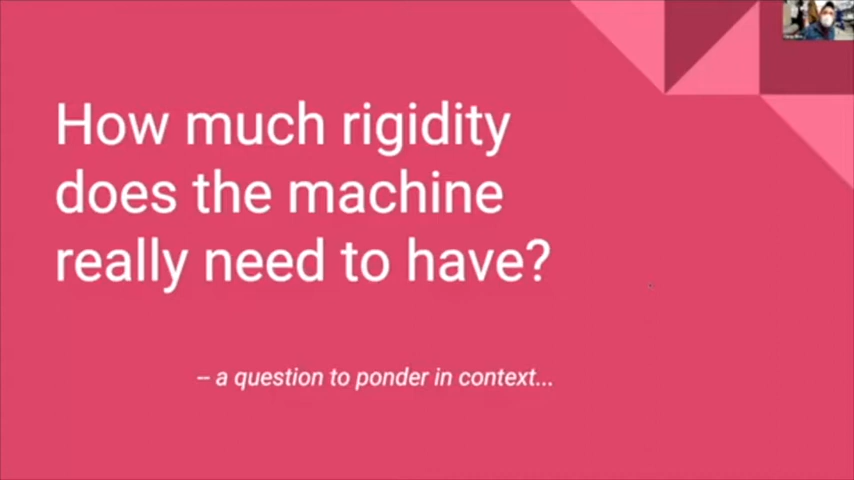 How much rigidity
does the machine
really need to have?
– a question to ponder in context...